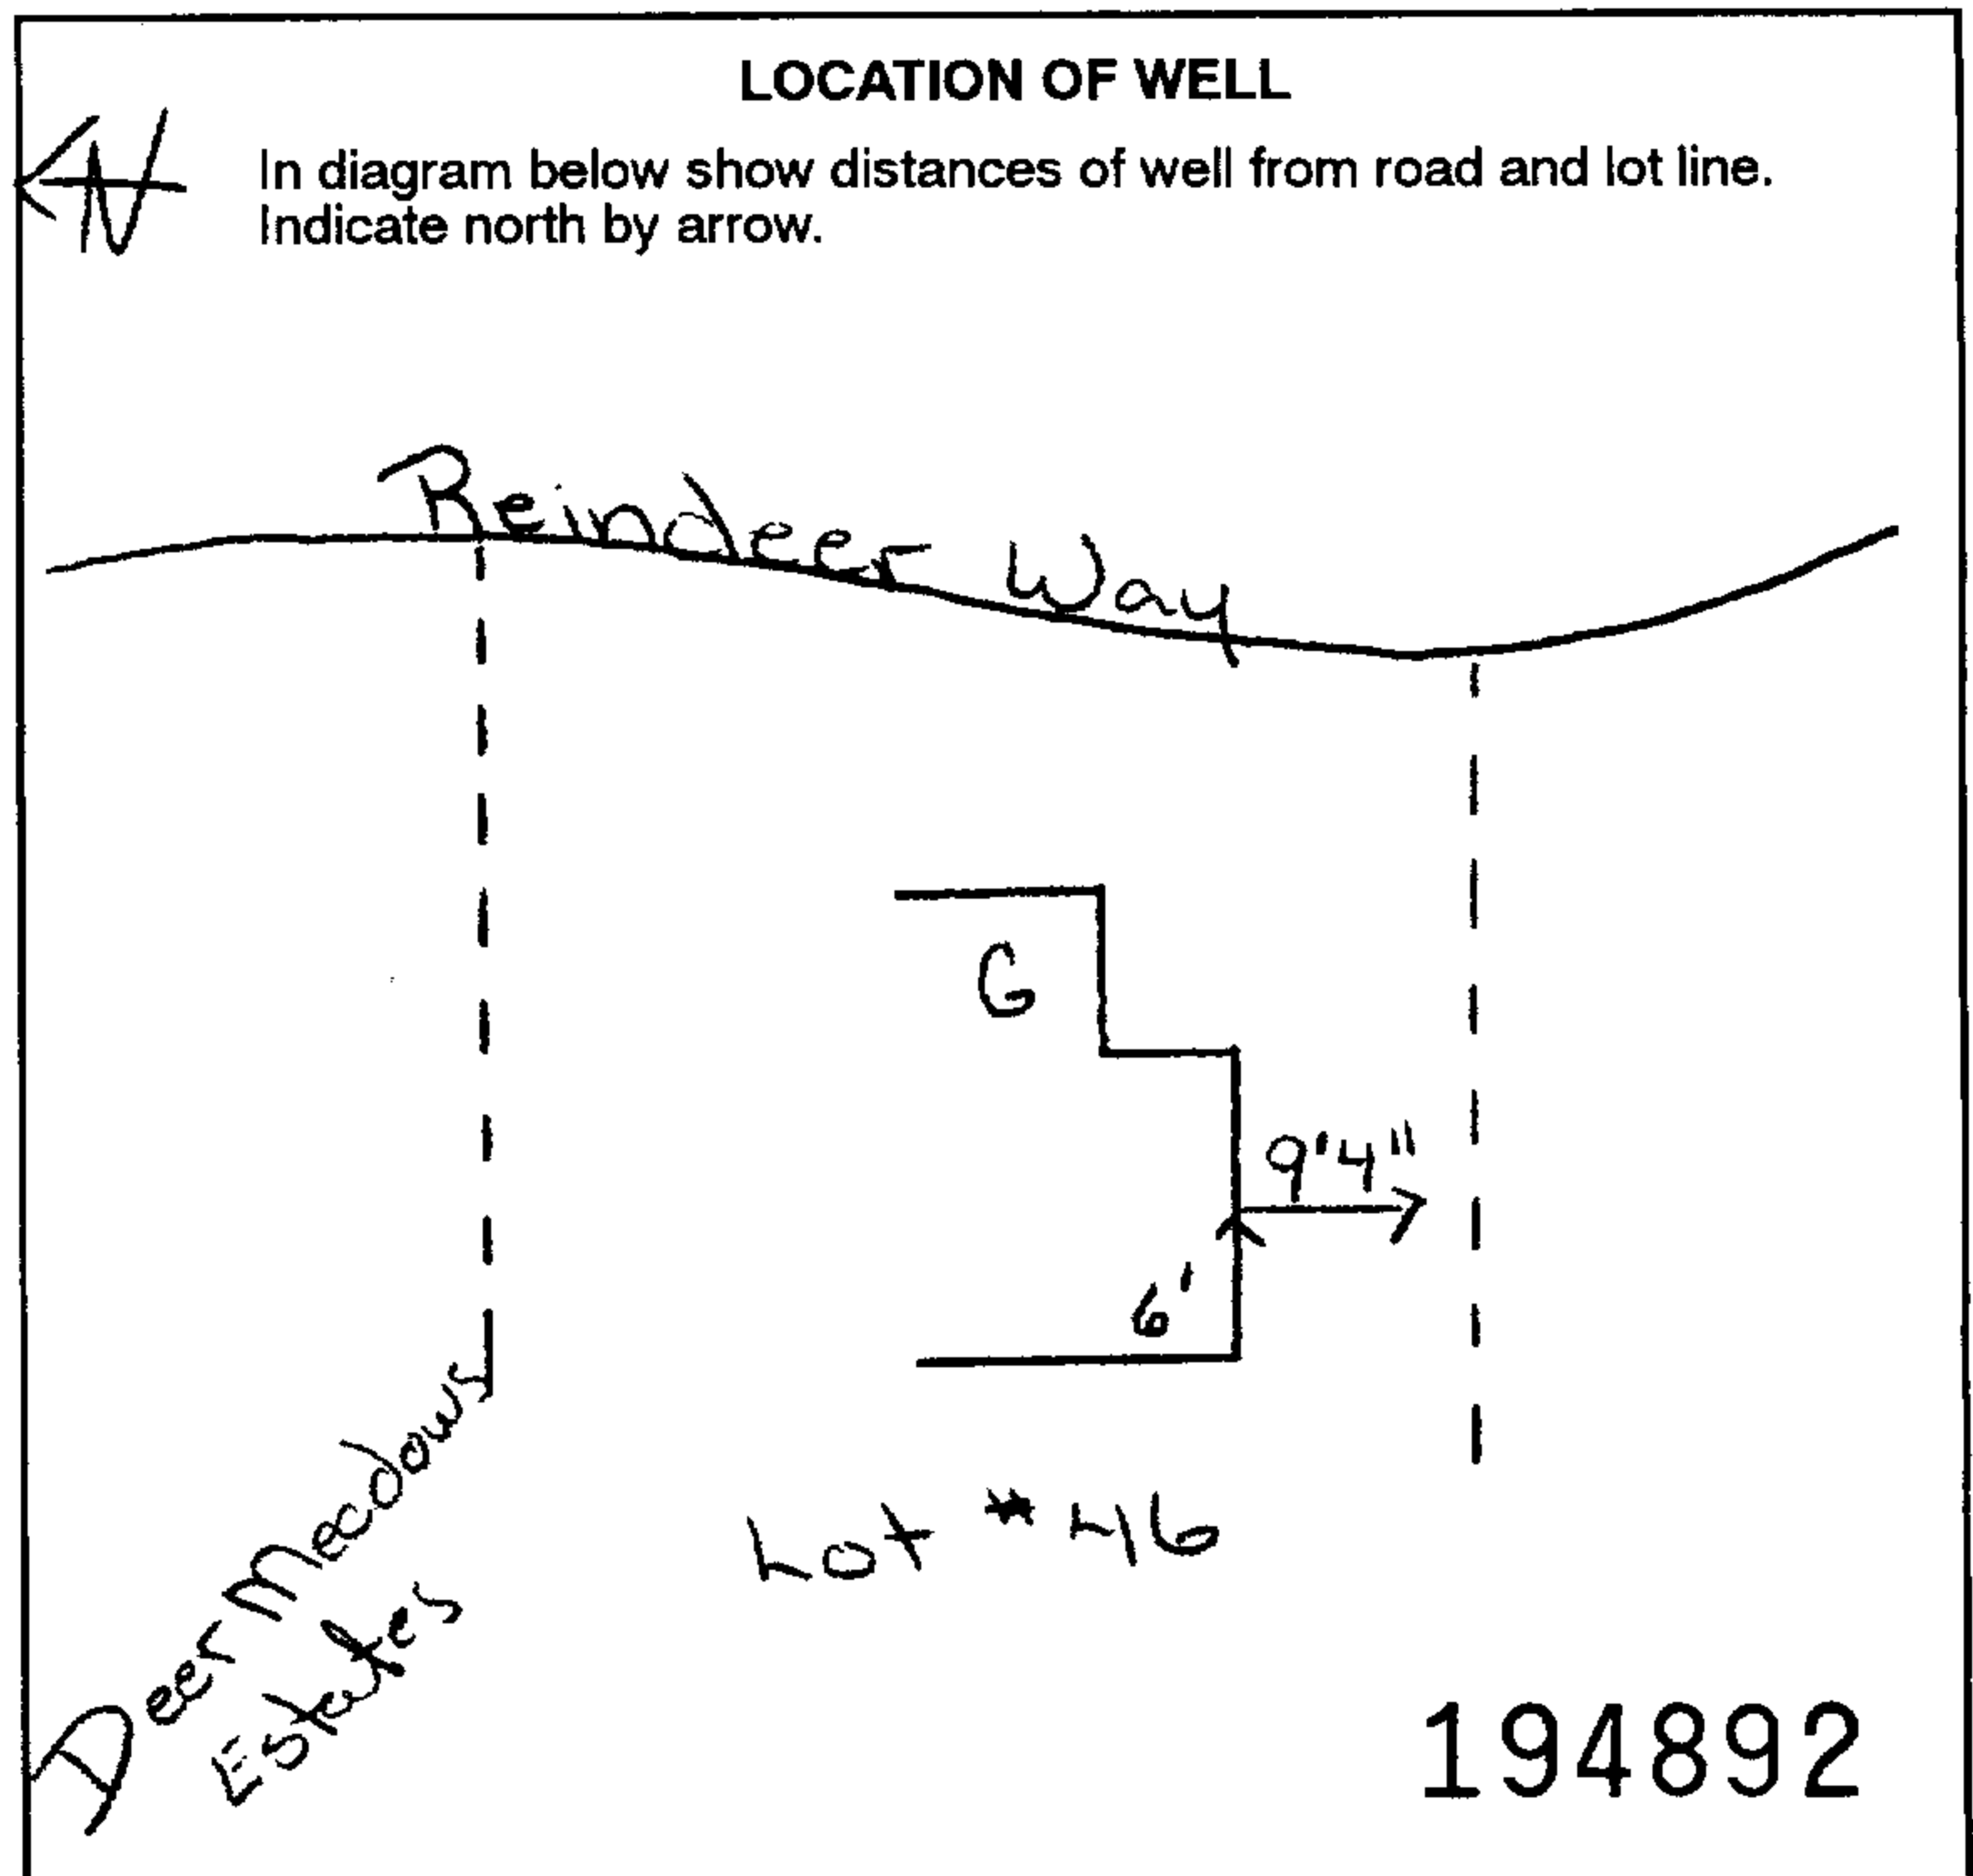 LOCATION OF WELL
N
In diagram below show distances of well from road and lot line.
Indicate north by arrow.
Reindeer Way
G
9'4"
6'
Deer Meadows
Estates
Lot # 46
194892